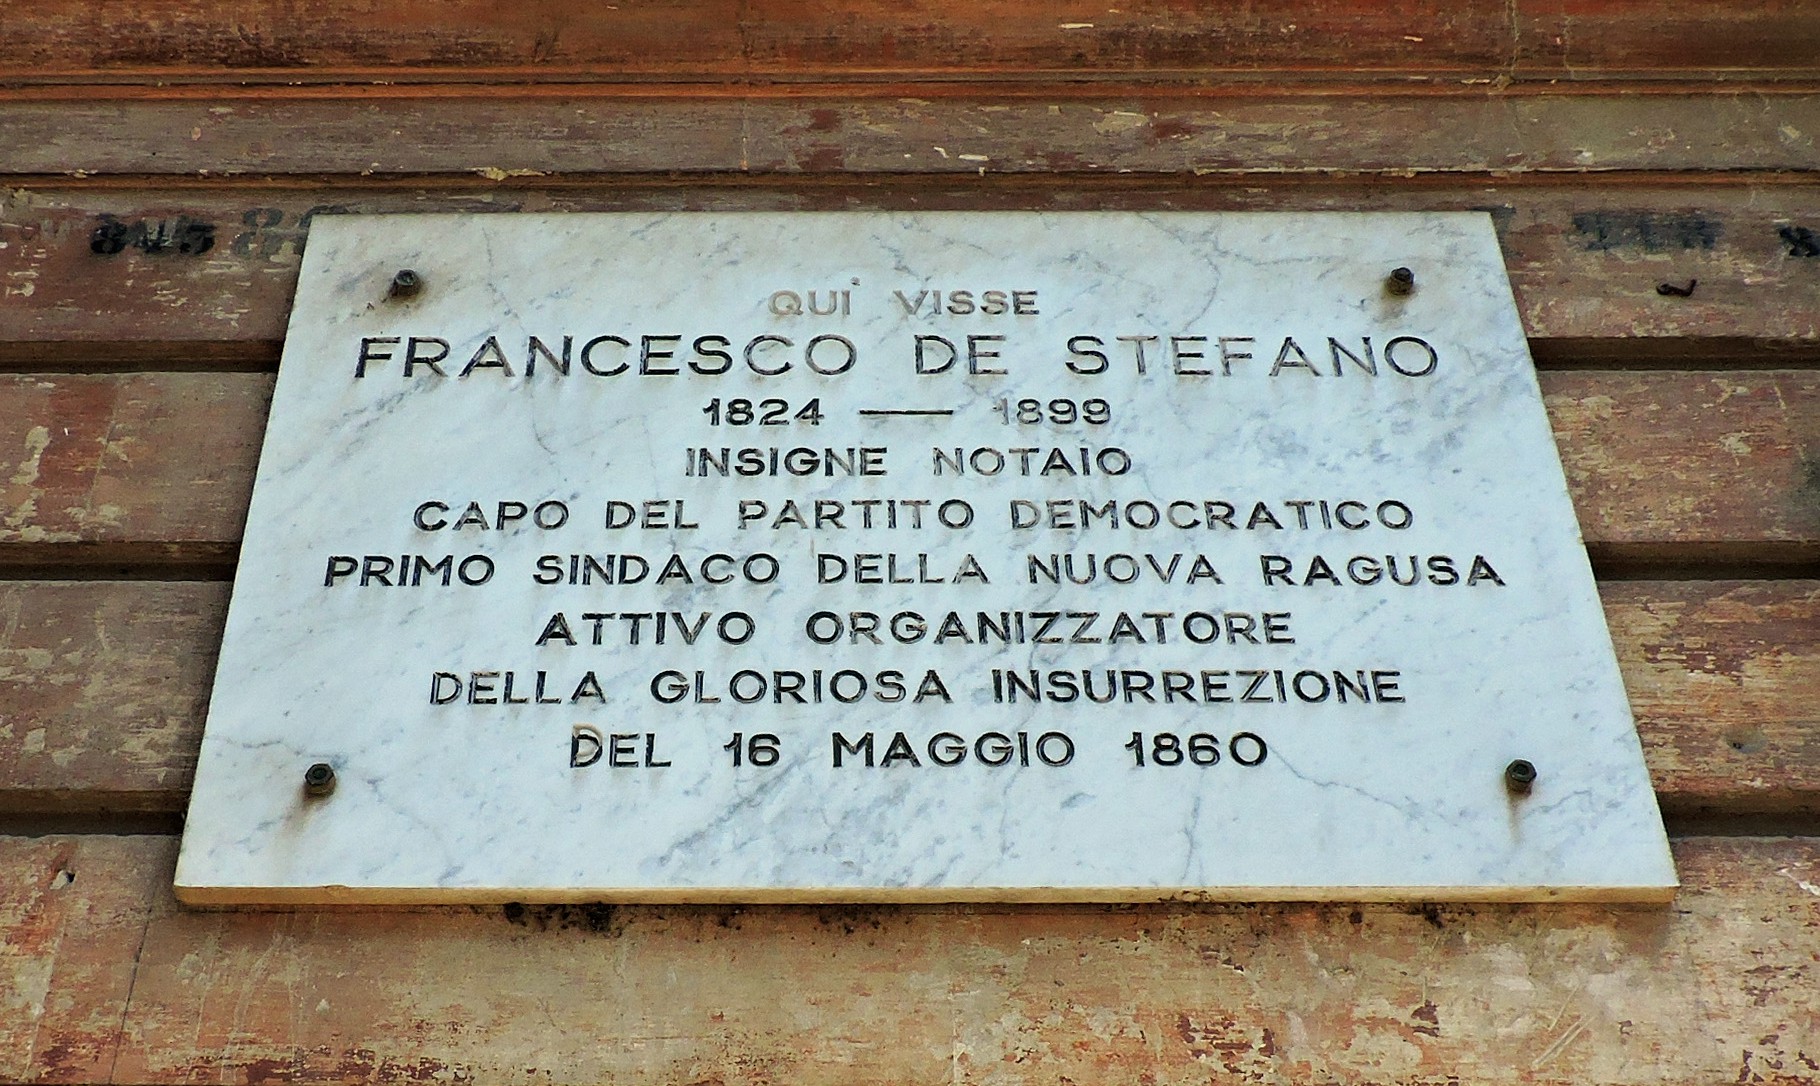 QUI VISSE
FRANCESCO DE STEFANO
1824 — 1899
INSIGNE NOTAIO
CAPO DEL PARTITO DEMOCRATICO
PRIMO SINDACO DELLA NUOVA RAGUSA
ATTIVO ORGANIZZATORE
DELLA GLORIOSA INSURREZIONE
DEL 16 MAGGIO 1860